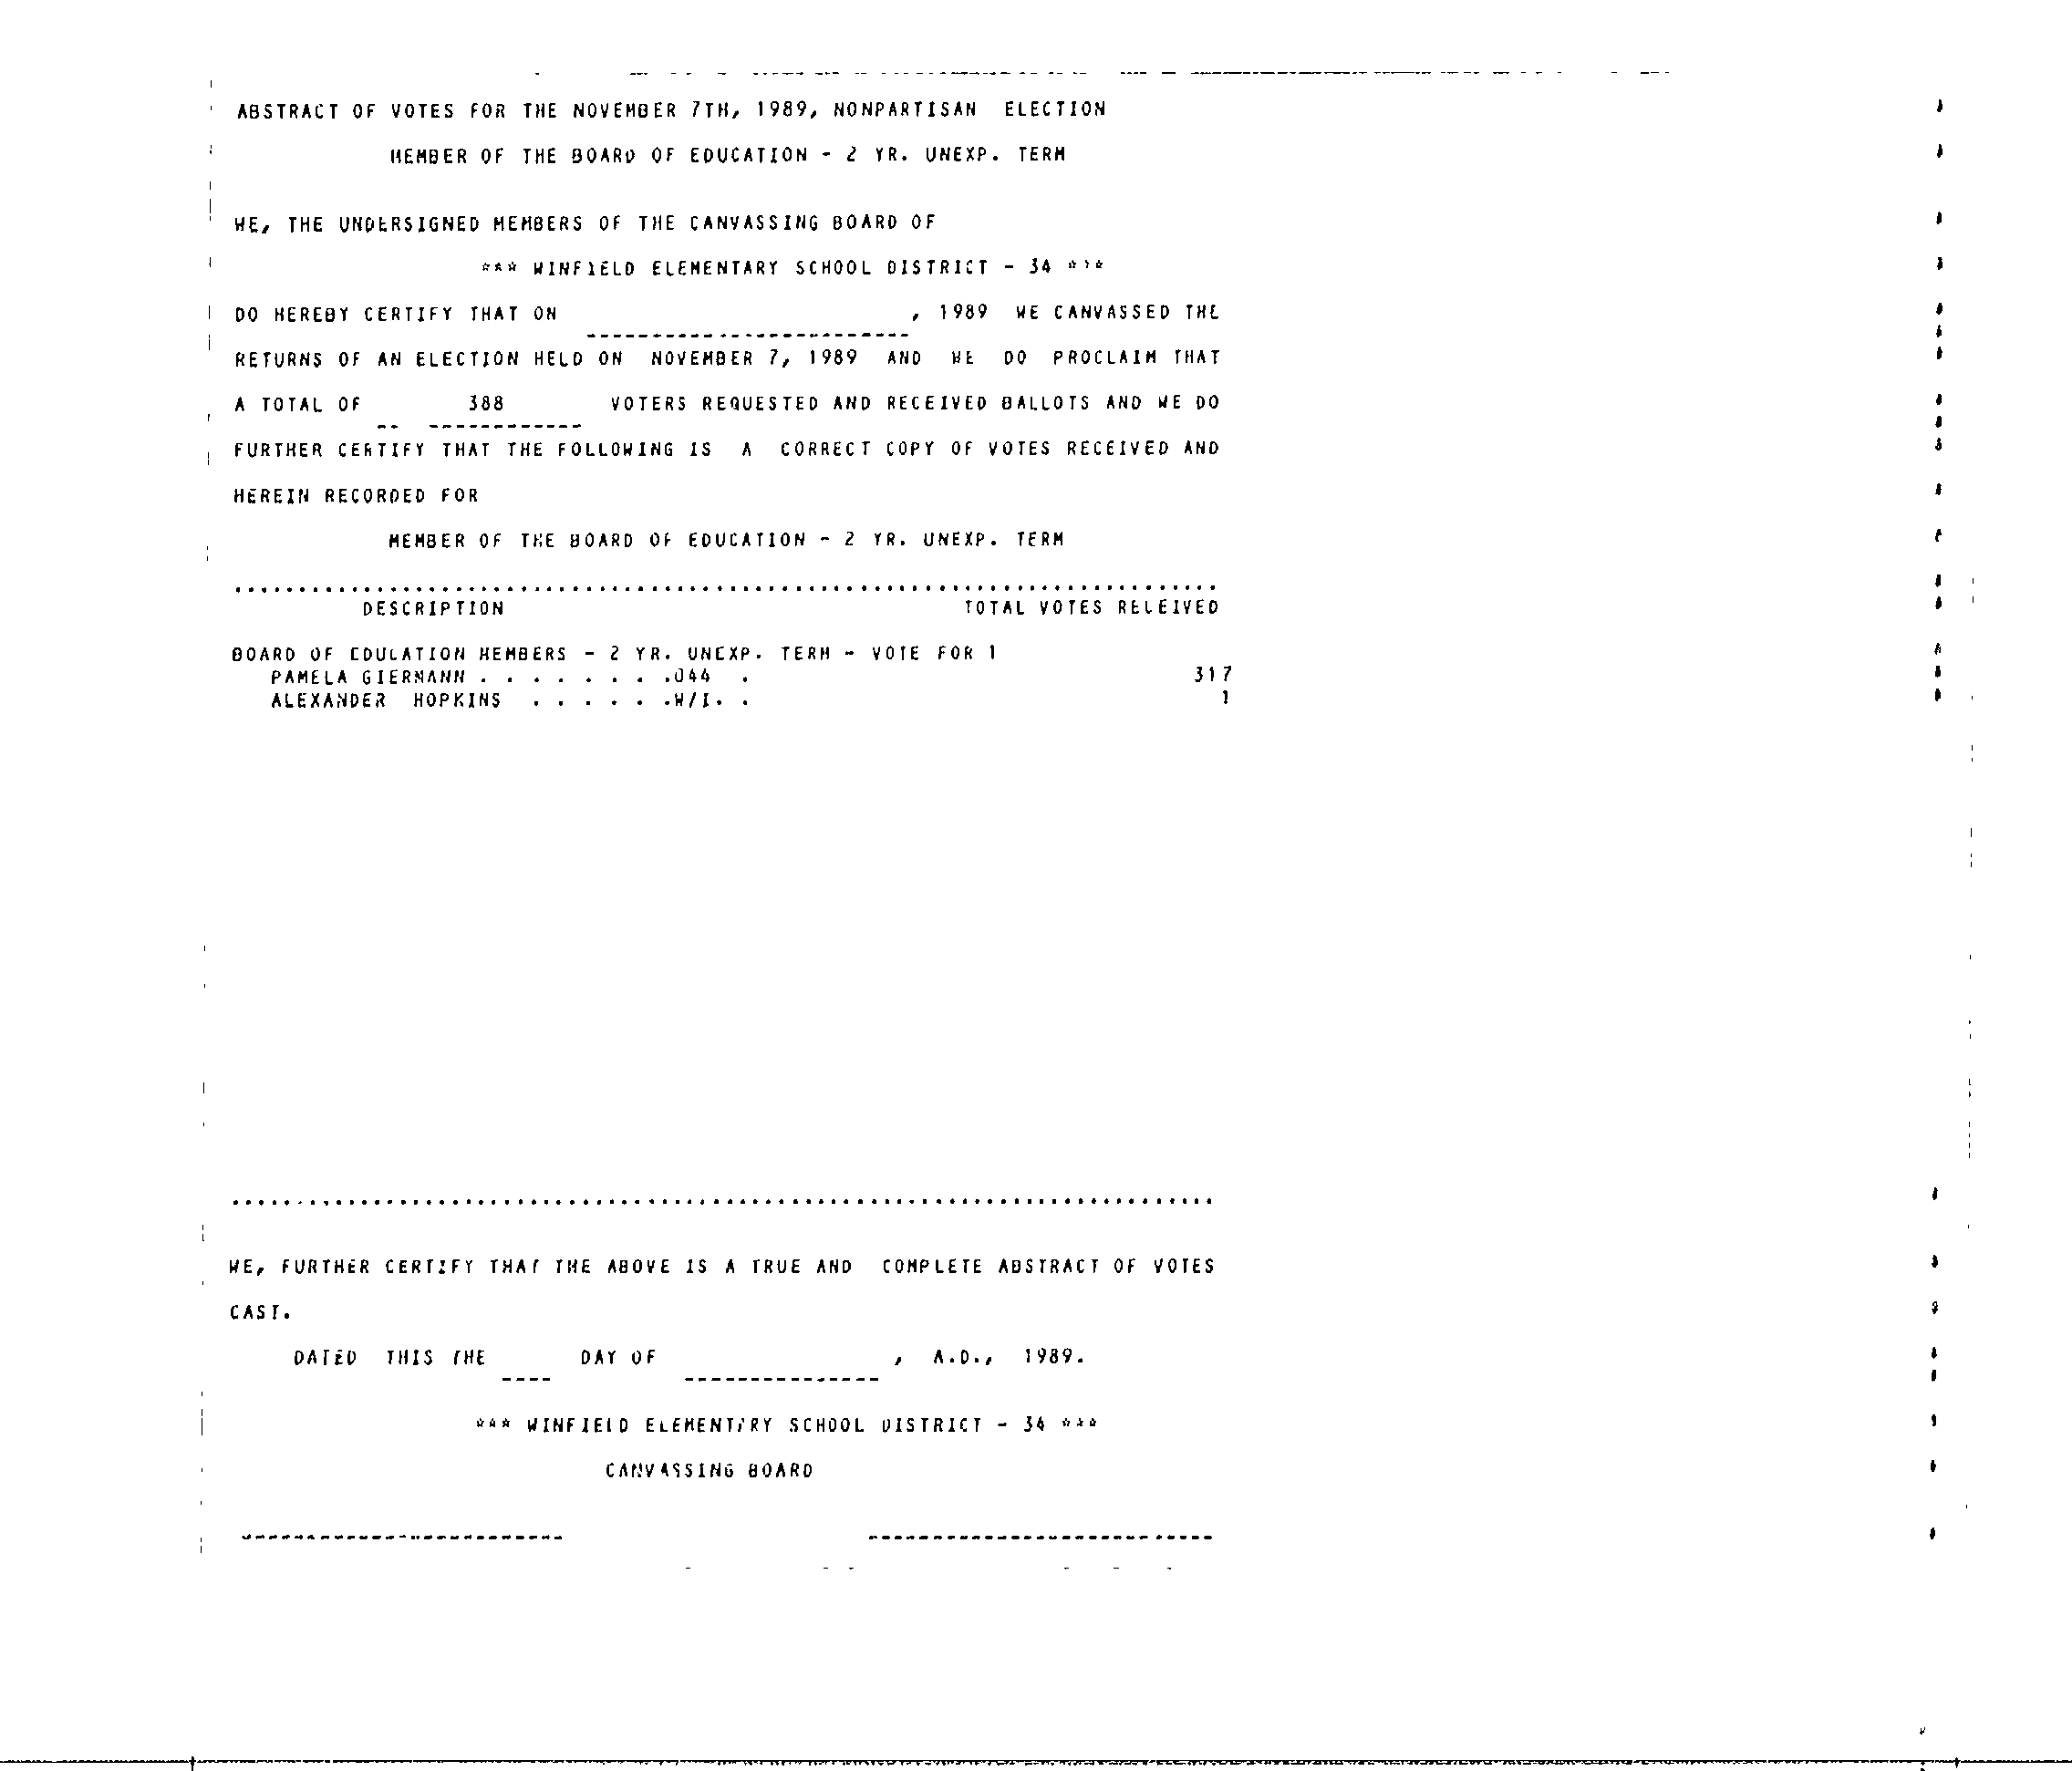 ABSTRACT OF VOTES FOR THE NOVEMBER 7TH, 1989, NONPARTISAN ELECTION
MEMBER OF THE BOARD OF EDUCATION - 2 YR. UNEXP. TERM
WE, THE UNDERSIGNED MEMBERS OF THE CANVASSING BOARD OF
*** WINFIELD ELEMENTARY SCHOOL DISTRICT - 34 ***
DO HEREBY CERTIFY THAT ON , 1989 WE CANVASSED THE
RETURNS OF AN ELECTION HELD ON NOVEMBER 7, 1989 AND WE DO PROCLAIM THAT
A TOTAL OF 388 VOTERS REQUESTED AND RECEIVED BALLOTS AND WE DO
FURTHER CERTIFY THAT THE FOLLOWING IS A CORRECT COPY OF VOTES RECEIVED AND
HEREIN RECORDED FOR
MEMBER OF THE BOARD OF EDUCATION - 2 YR. UNEXP. TERM
DESCRIPTION TOTAL VOTES RECEIVED
BOARD OF EDUCATION MEMBERS - 2 YR. UNEXP. TERM - VOTE FOR 1
PAMELA GIERMANN . . . . . . . .044 . 317
ALEXANDER HOPKINS . . . . . .W/I. . 1
WE, FURTHER CERTIFY THAT THE ABOVE IS A TRUE AND COMPLETE ABSTRACT OF VOTES
CAST.
DATED THIS THE DAY OF , A.D., 1989.
*** WINFIELD ELEMENTARY SCHOOL DISTRICT - 34 ***
CANVASSING BOARD